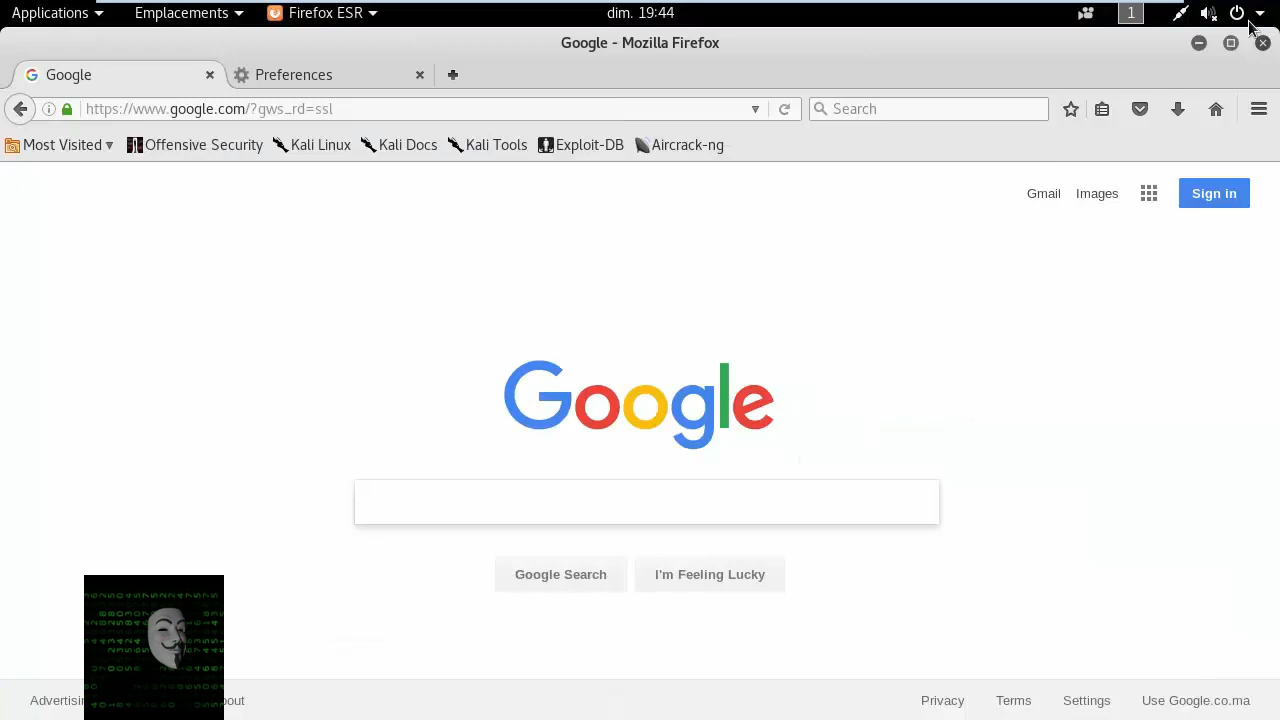 Applications Emplacements Firefox ESR dim. 19:44 1
Google - Mozilla Firefox
Google Preferences
https://www.google.com/?gws_rd=ssl Search
Most Visited Offensive Security Kali Linux Kali Docs Kali Tools Exploit-DB Aircrack-ng
Gmail Images Sign in
Google
Google Search I'm Feeling Lucky
Privacy Terms Settings Use Google.co.ma